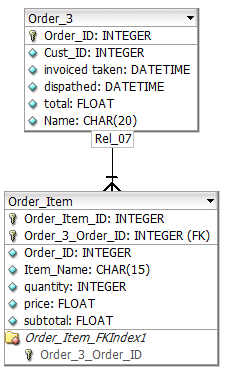 Order_3
Order_ID: INTEGER
Cust_ID: INTEGER
invoiced taken: DATETIME
dispathed: DATETIME
total: FLOAT
Name: CHAR(20)
Rel_07
Order_Item
Order_Item_ID: INTEGER
Order_3_Order_ID: INTEGER (FK)
Order_ID: INTEGER
Item_Name: CHAR(15)
quantity: INTEGER
price: FLOAT
subtotal: FLOAT
Order_Item_FKIndex1
Order_3_Order_ID